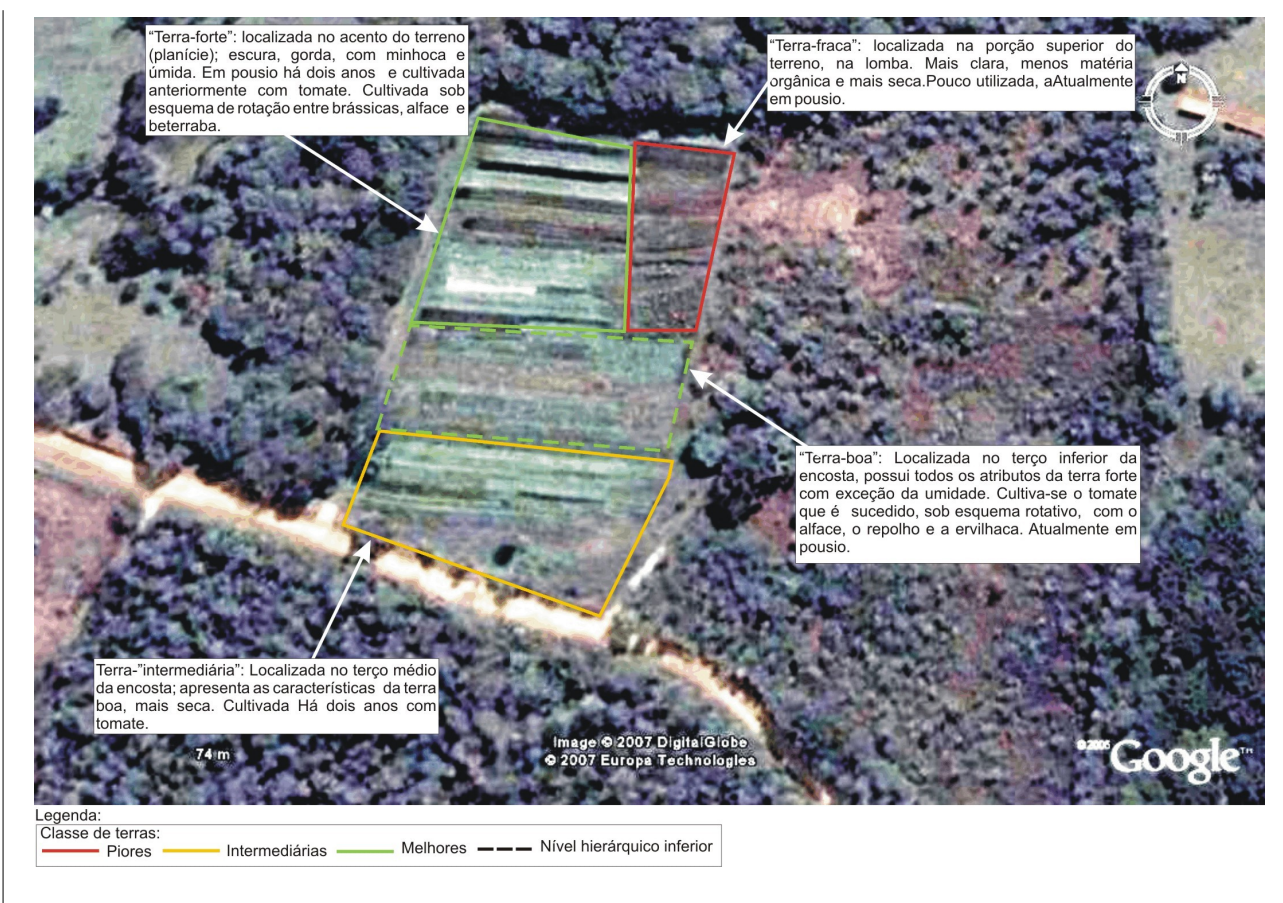 “Terra-forte”: localizada no acento do terreno
(planície); escura, gorda, com minhoca e
úmida. Em pousio há dois anos e cultivada
anteriormente com tomate. Cultivada sob
esquema de rotação entre brássicas, alface e
beterraba.
“Terra-fraca”: localizada na porção superior do
terreno, na lomba. Mais clara, menos matéria
orgânica e mais seca.Pouco utilizada, aAtualmente
em pousio.
N
“Terra-boa”: Localizada no terço inferior da
encosta, possui todos os atributos da terra forte
com exceção da umidade. Cultiva-se o tomate
que é sucedido, sob esquema rotativo, com o
alface, o repolho e a ervilhaca. Atualmente em
pousio.
Terra-”intermediária”: Localizada no terço médio
da encosta; apresenta as características da terra
boa, mais seca. Cultivada Há dois anos com
tomate.
74 m
Image © 2007 DigitalGlobe
© 2007 Europa Technologies
©2005 Google™
Legenda:
Classe de terras:
Piores Intermediárias Melhores Nível hierárquico inferior